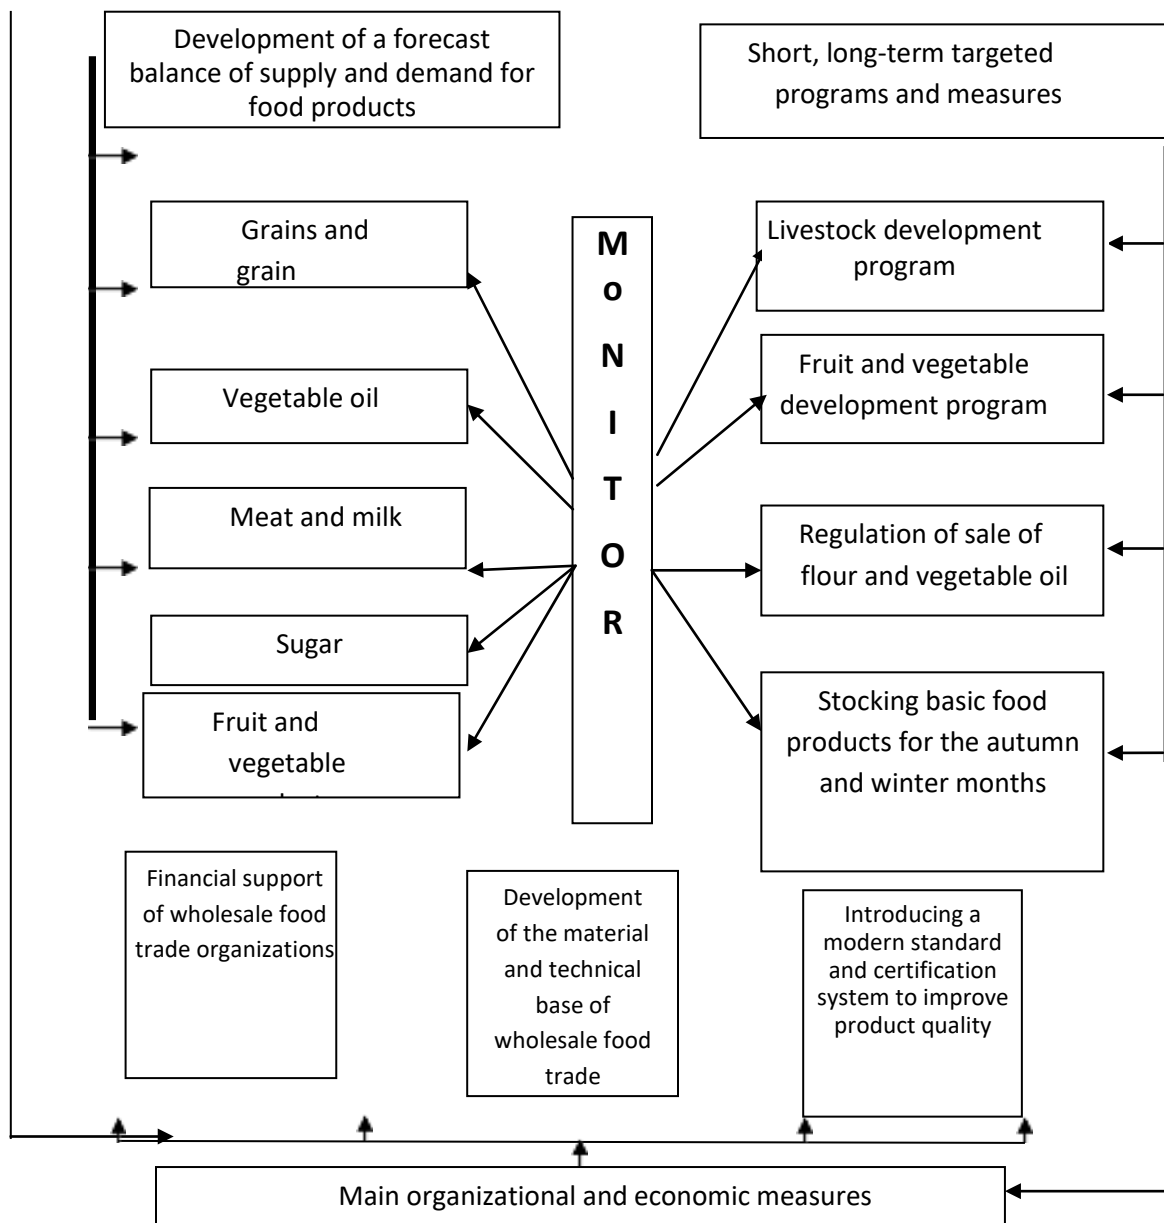 Development of a forecast
balance of supply and demand for
food products
Short, long-term targeted
programs and measures
Grains and
grain
Vegetable oil
Meat and milk
Sugar
Fruit and
vegetable
M
o
N
I
T
O
R
Livestock development
program
Fruit and vegetable
development program
Regulation of sale of
flour and vegetable oil
Stocking basic food
products for the autumn
and winter months
Financial support
of wholesale food
trade organizations
Development
of the material
and technical
base of
wholesale food
trade
Introducing a
modern standard
and certification
system to improve
product quality
Main organizational and economic measures